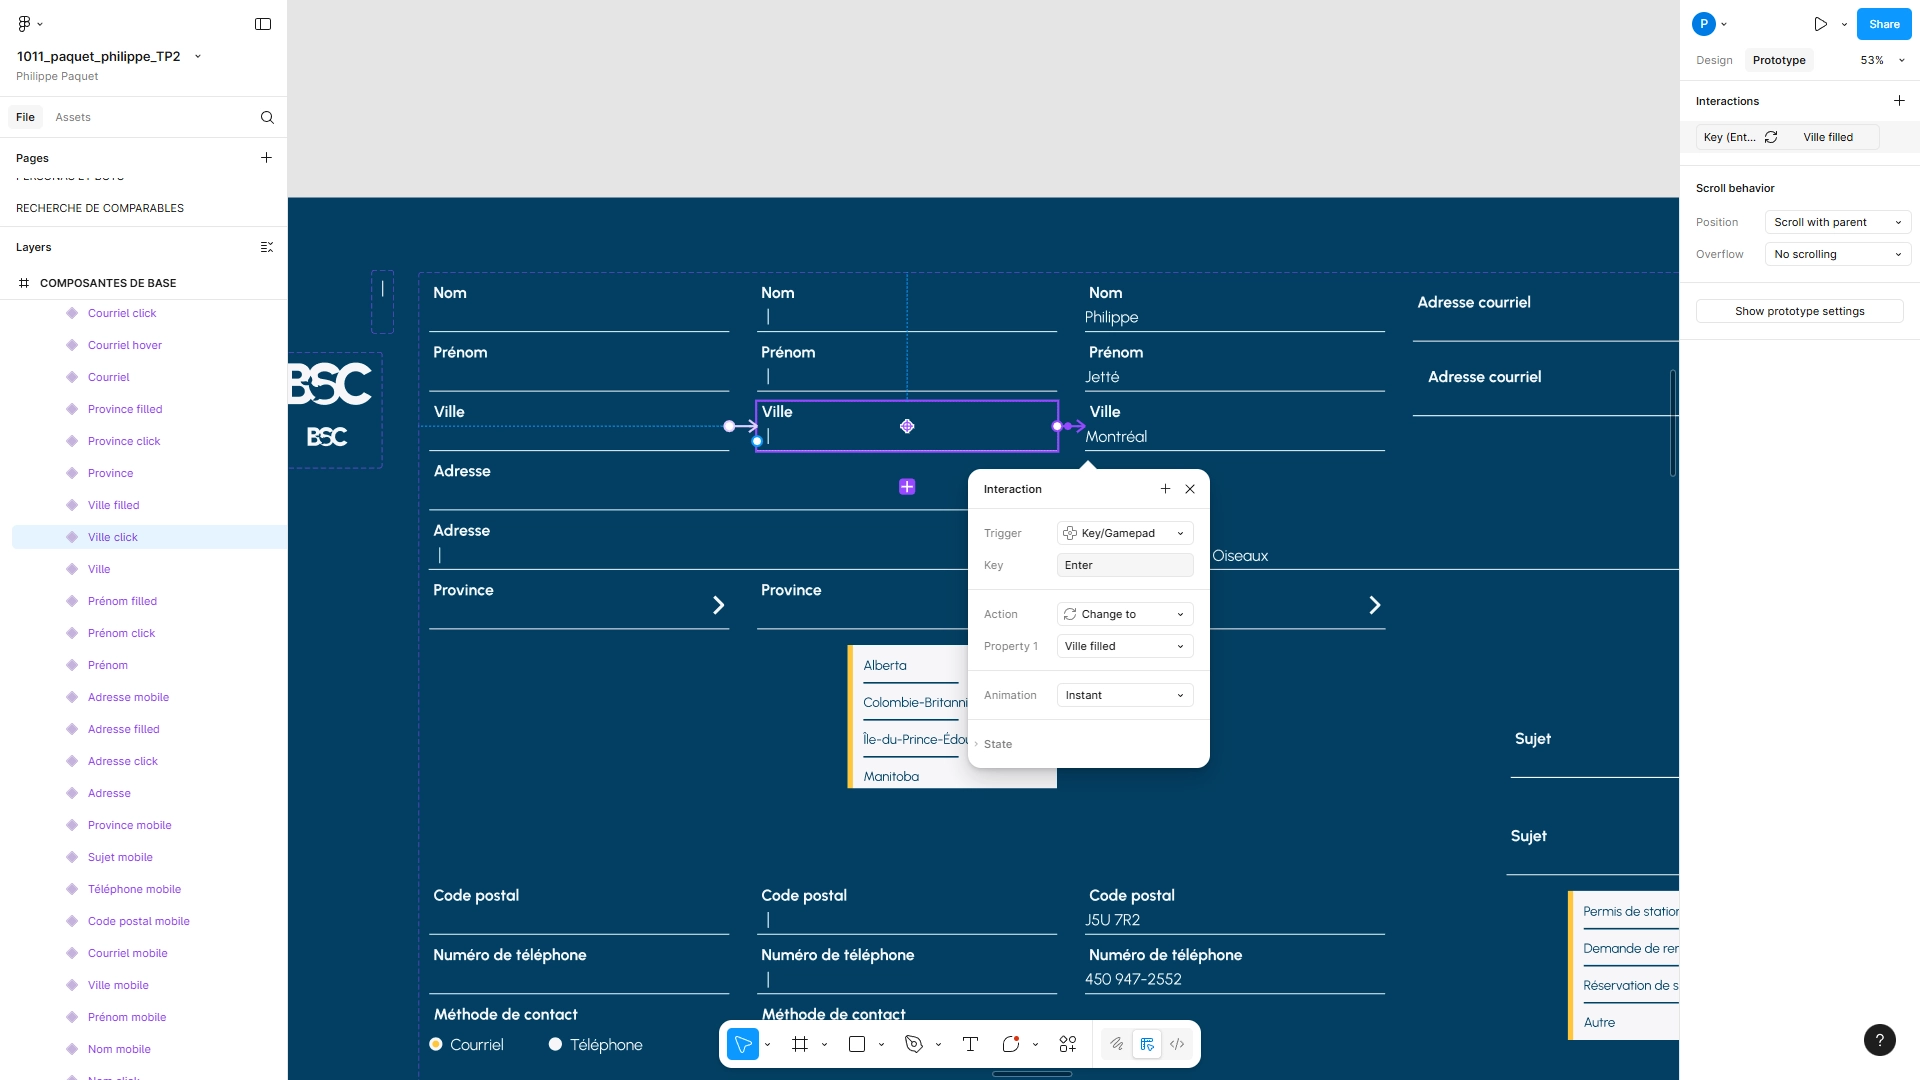 1011_paquet_philippe_TP2
Philippe Paquet
File
Assets
Pages
RECHERCHE DE COMPARABLES
Layers
COMPOSANTES DE BASE
Courriel click
Courriel hover
Courriel
Province filled
Province click
Province
Ville filled
Ville click
Ville
Prénom filled
Prénom click
Prénom
Adresse mobile
Adresse filled
Adresse click
Adresse
Province mobile
Sujet mobile
Téléphone mobile
Code postal mobile
Courriel mobile
Ville mobile
Prénom mobile
Nom mobile
BSC
BSC
Nom
Nom
Nom
Philippe
Adresse courriel
Prénom
Prénom
Prénom
Jetté
Adresse courriel
Ville
Ville
Ville
Montréal
Adresse
Adresse
Oiseaux
Province
Province
Alberta
Colombie-Britanni
Île-du-Prince-Édou
Manitoba
Interaction
Trigger
Key/Gamepad
Key
Enter
Action
Change to
Property 1
Ville filled
Animation
Instant
State
Sujet
Sujet
Code postal
Code postal
Code postal
J5U 7R2
Numéro de téléphone
Numéro de téléphone
Numéro de téléphone
450 947-2552
Méthode de contact
Méthode de contact
Courriel
Téléphone
Permis de station
Demande de rer
Réservation de s
Autre
P
Share
Design
Prototype
53%
Interactions
Key (Ent...
Ville filled
Scroll behavior
Position
Scroll with parent
Overflow
No scrolling
Show prototype settings
?